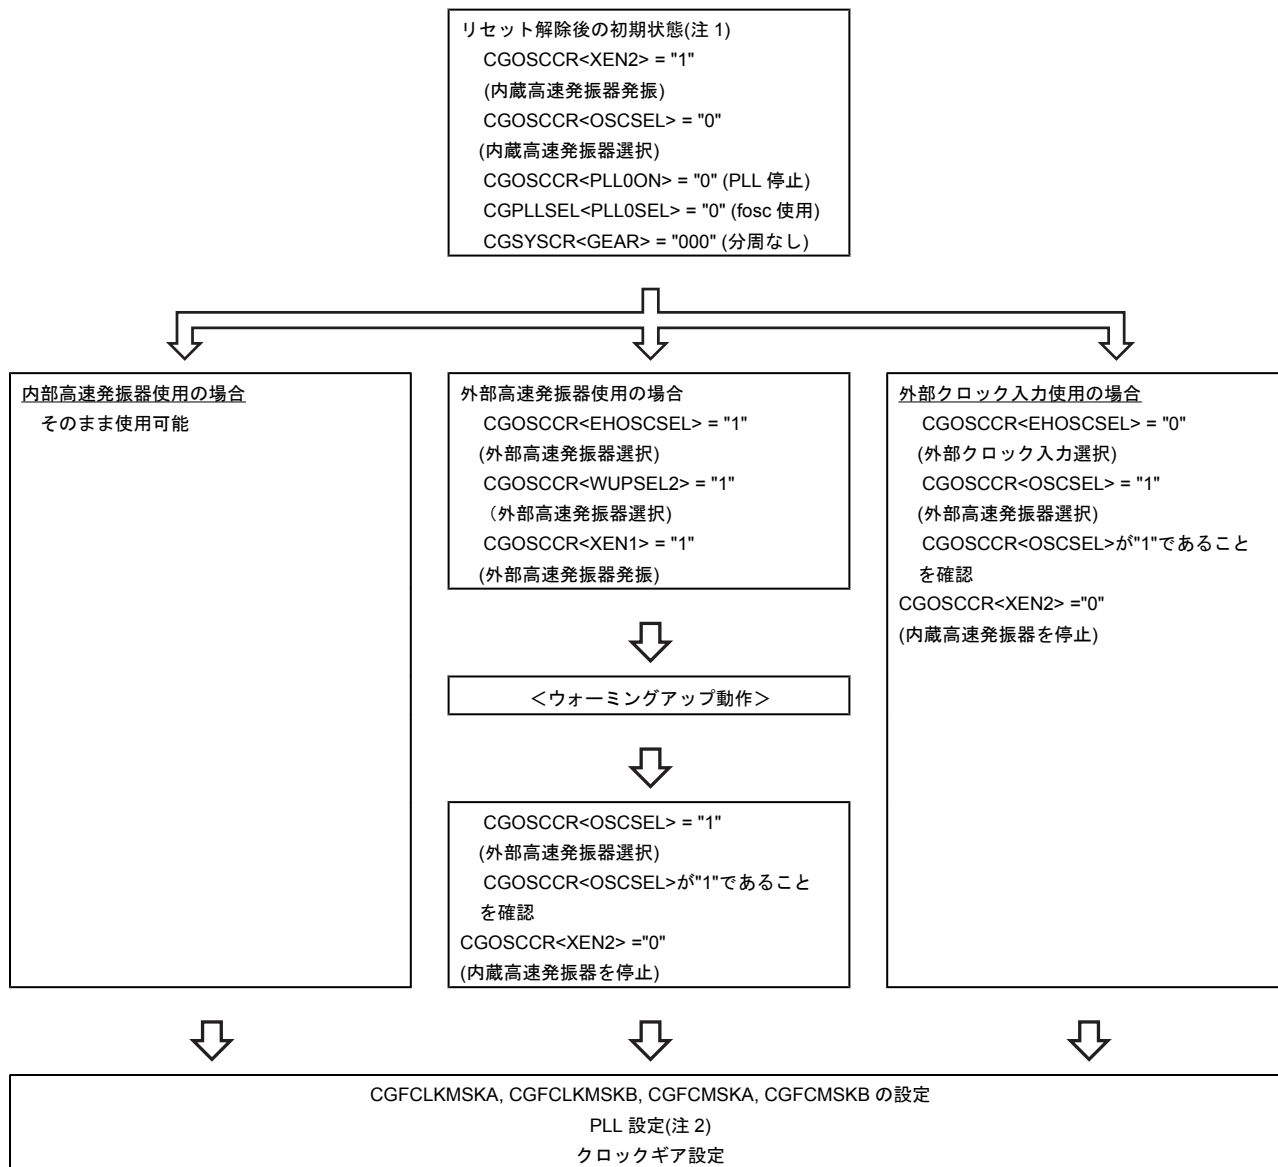 リセット解除後の初期状態(注 1)
CGOSCCR<XEN2> = "1"
(内蔵高速発振器発振)
CGOSCCR<OSCSEL> = "0"
(内蔵高速発振器選択)
CGOSCCR<PLL0ON> = "0" (PLL 停止)
CGPLLSEL<PLL0SEL> = "0" (fosc 使用)
CGSYSCR<GEAR> = "000" (分周なし)
内部高速発振器使用の場合
そのまま使用可能
外部高速発振器使用の場合
CGOSCCR<EHOSCSEL> = "1"
(外部高速発振器選択)
CGOSCCR<WUPSEL2> = "1"
（外部高速発振器選択)
CGOSCCR<XEN1> = "1"
(外部高速発振器発振)
＜ウォーミングアップ動作＞
CGOSCCR<OSCSEL> = "1"
(外部高速発振器選択)
CGOSCCR<OSCSEL>が"1"であること
を確認
CGOSCCR<XEN2> ="0"
(内蔵高速発振器を停止)
外部クロック入力使用の場合
CGOSCCR<EHOSCSEL> = "0"
(外部クロック入力選択)
CGOSCCR<OSCSEL> = "1"
(外部高速発振器選択)
CGOSCCR<OSCSEL>が"1"であること
を確認
CGOSCCR<XEN2> ="0"
(内蔵高速発振器を停止)
CGFCLKMSKA, CGFCLKMSKB, CGFCMSKA, CGFCMSKB の設定
PLL 設定(注 2)
クロックギア設定